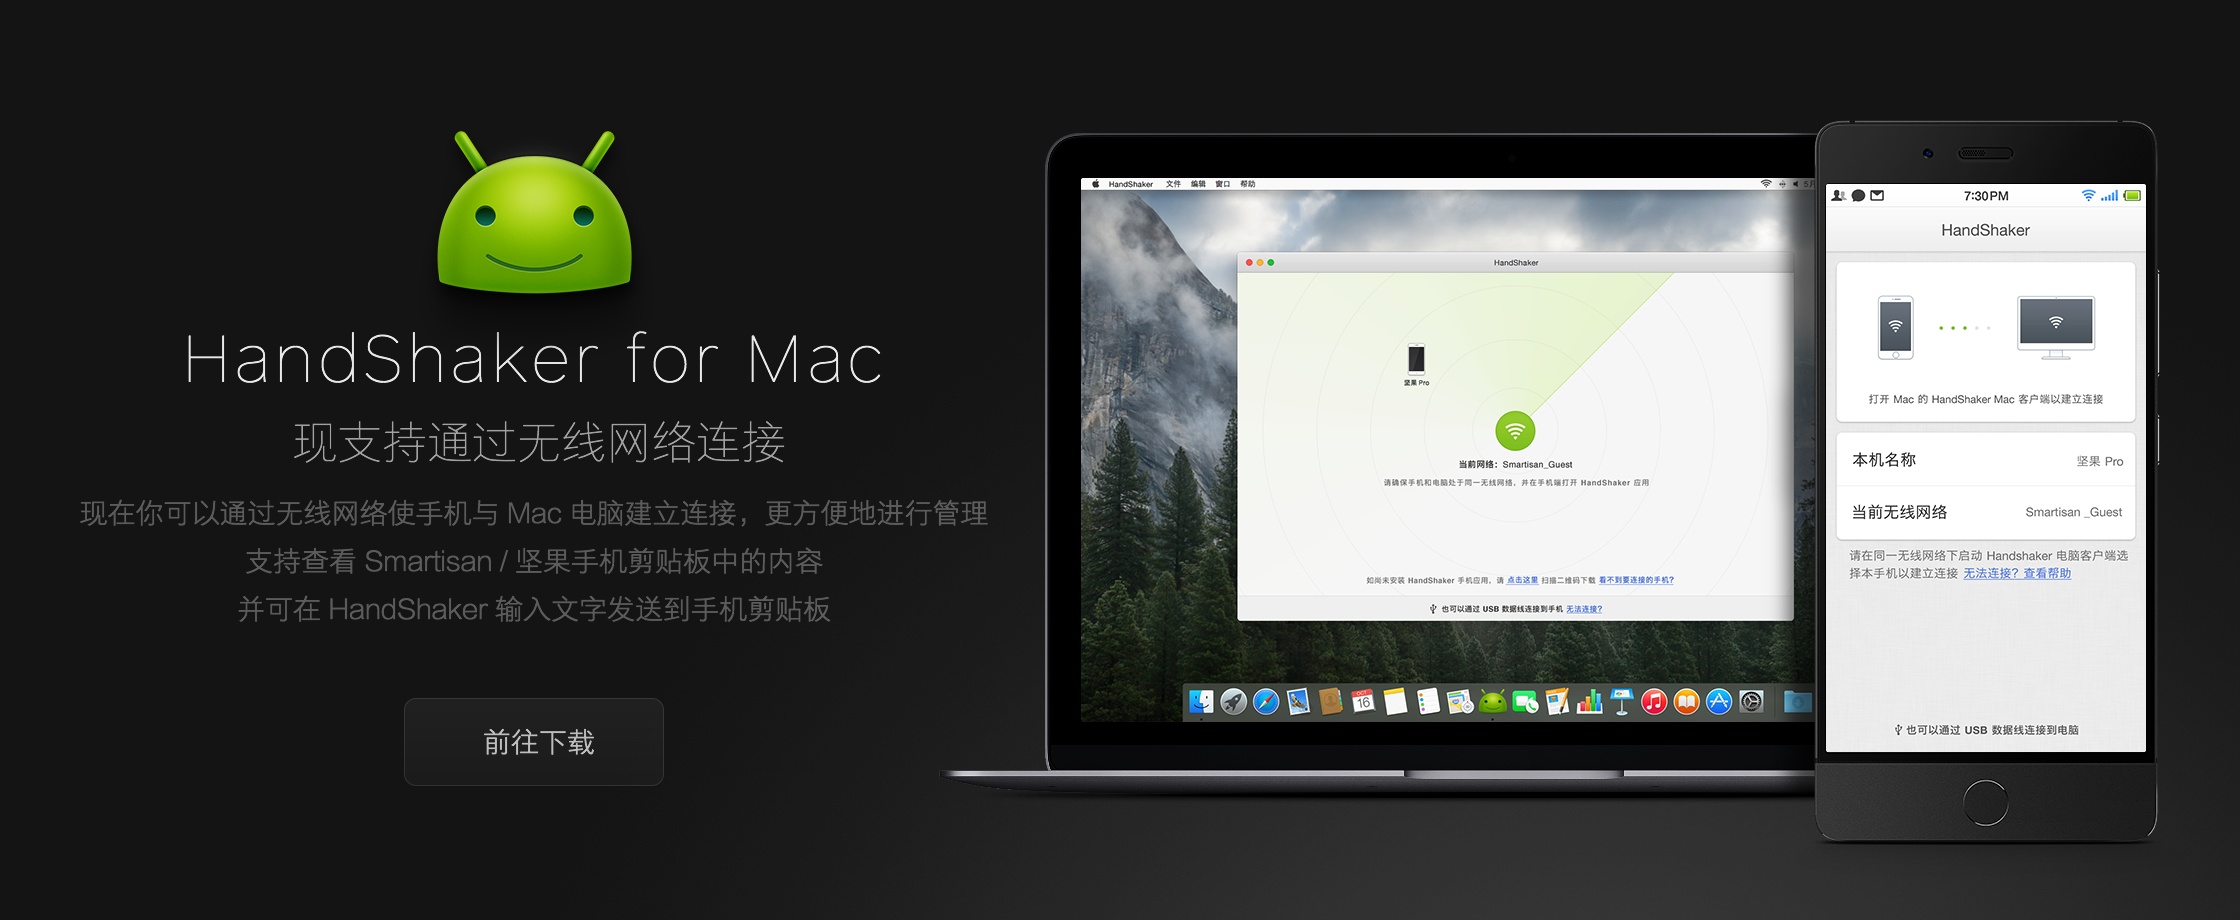 HandShaker for Mac
现支持通过无线网络连接
现在你可以通过无线网络使手机与 Mac 电脑建立连接，更方便地进行管理
支持查看 Smartisan / 坚果手机剪贴板中的内容
并可在 HandShaker 输入文字发送到手机剪贴板
前往下载
HandShaker 文件 编辑 窗口 帮助
HandShaker
坚果 Pro
当前网络：Smartisan_Guest
请确保手机和电脑处于同一无线网络，并在手机端打开 HandShaker 应用
如尚未安装 HandShaker 手机应用，请 点击这里 扫描二维码下载 看不到要连接的手机?
也可以通过 USB 数据线连接到手机 无法连接?
OCT
16
7:30PM
HandShaker
打开 Mac 的 HandShaker Mac 客户端以建立连接
本机名称 坚果 Pro
当前无线网络 Smartisan _Guest
请在同一无线网络下启动 Handshaker 电脑客户端选
择本手机以建立连接 无法连接？查看帮助
也可以通过 USB 数据线连接到电脑